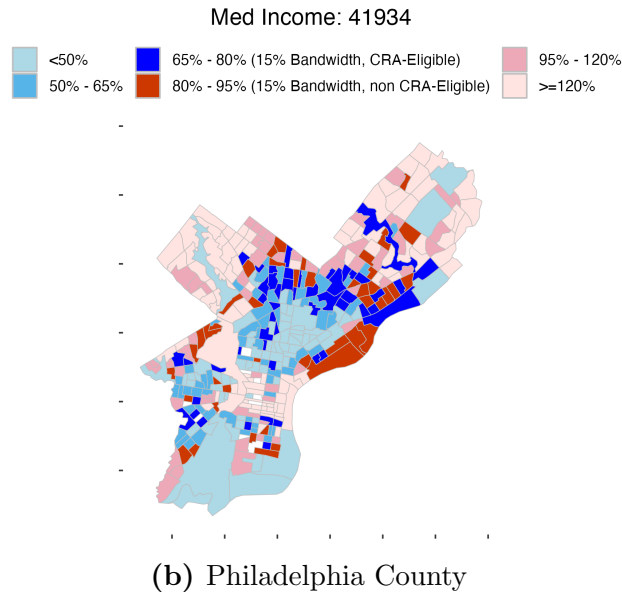 Med Income: 41934
<50% 65% - 80% (15% Bandwidth, CRA-Eligible) 95% - 120%
50% - 65% 80% - 95% (15% Bandwidth, non CRA-Eligible) >=120%
(b) Philadelphia County